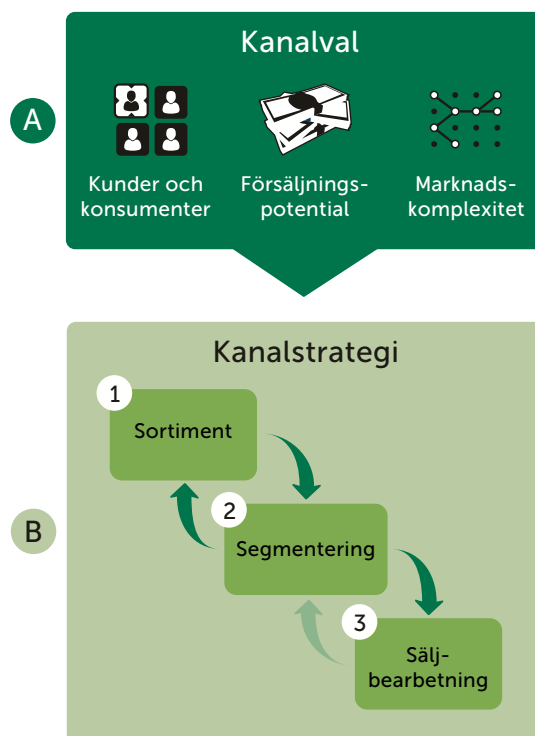 Kanalval
A
Kunder och
konsumenter
Försäljnings-
potential
Marknads-
komplexitet
Kanalstrategi
1
Sortiment
B
2
Segmentering
3
Sälj-
bearbetning